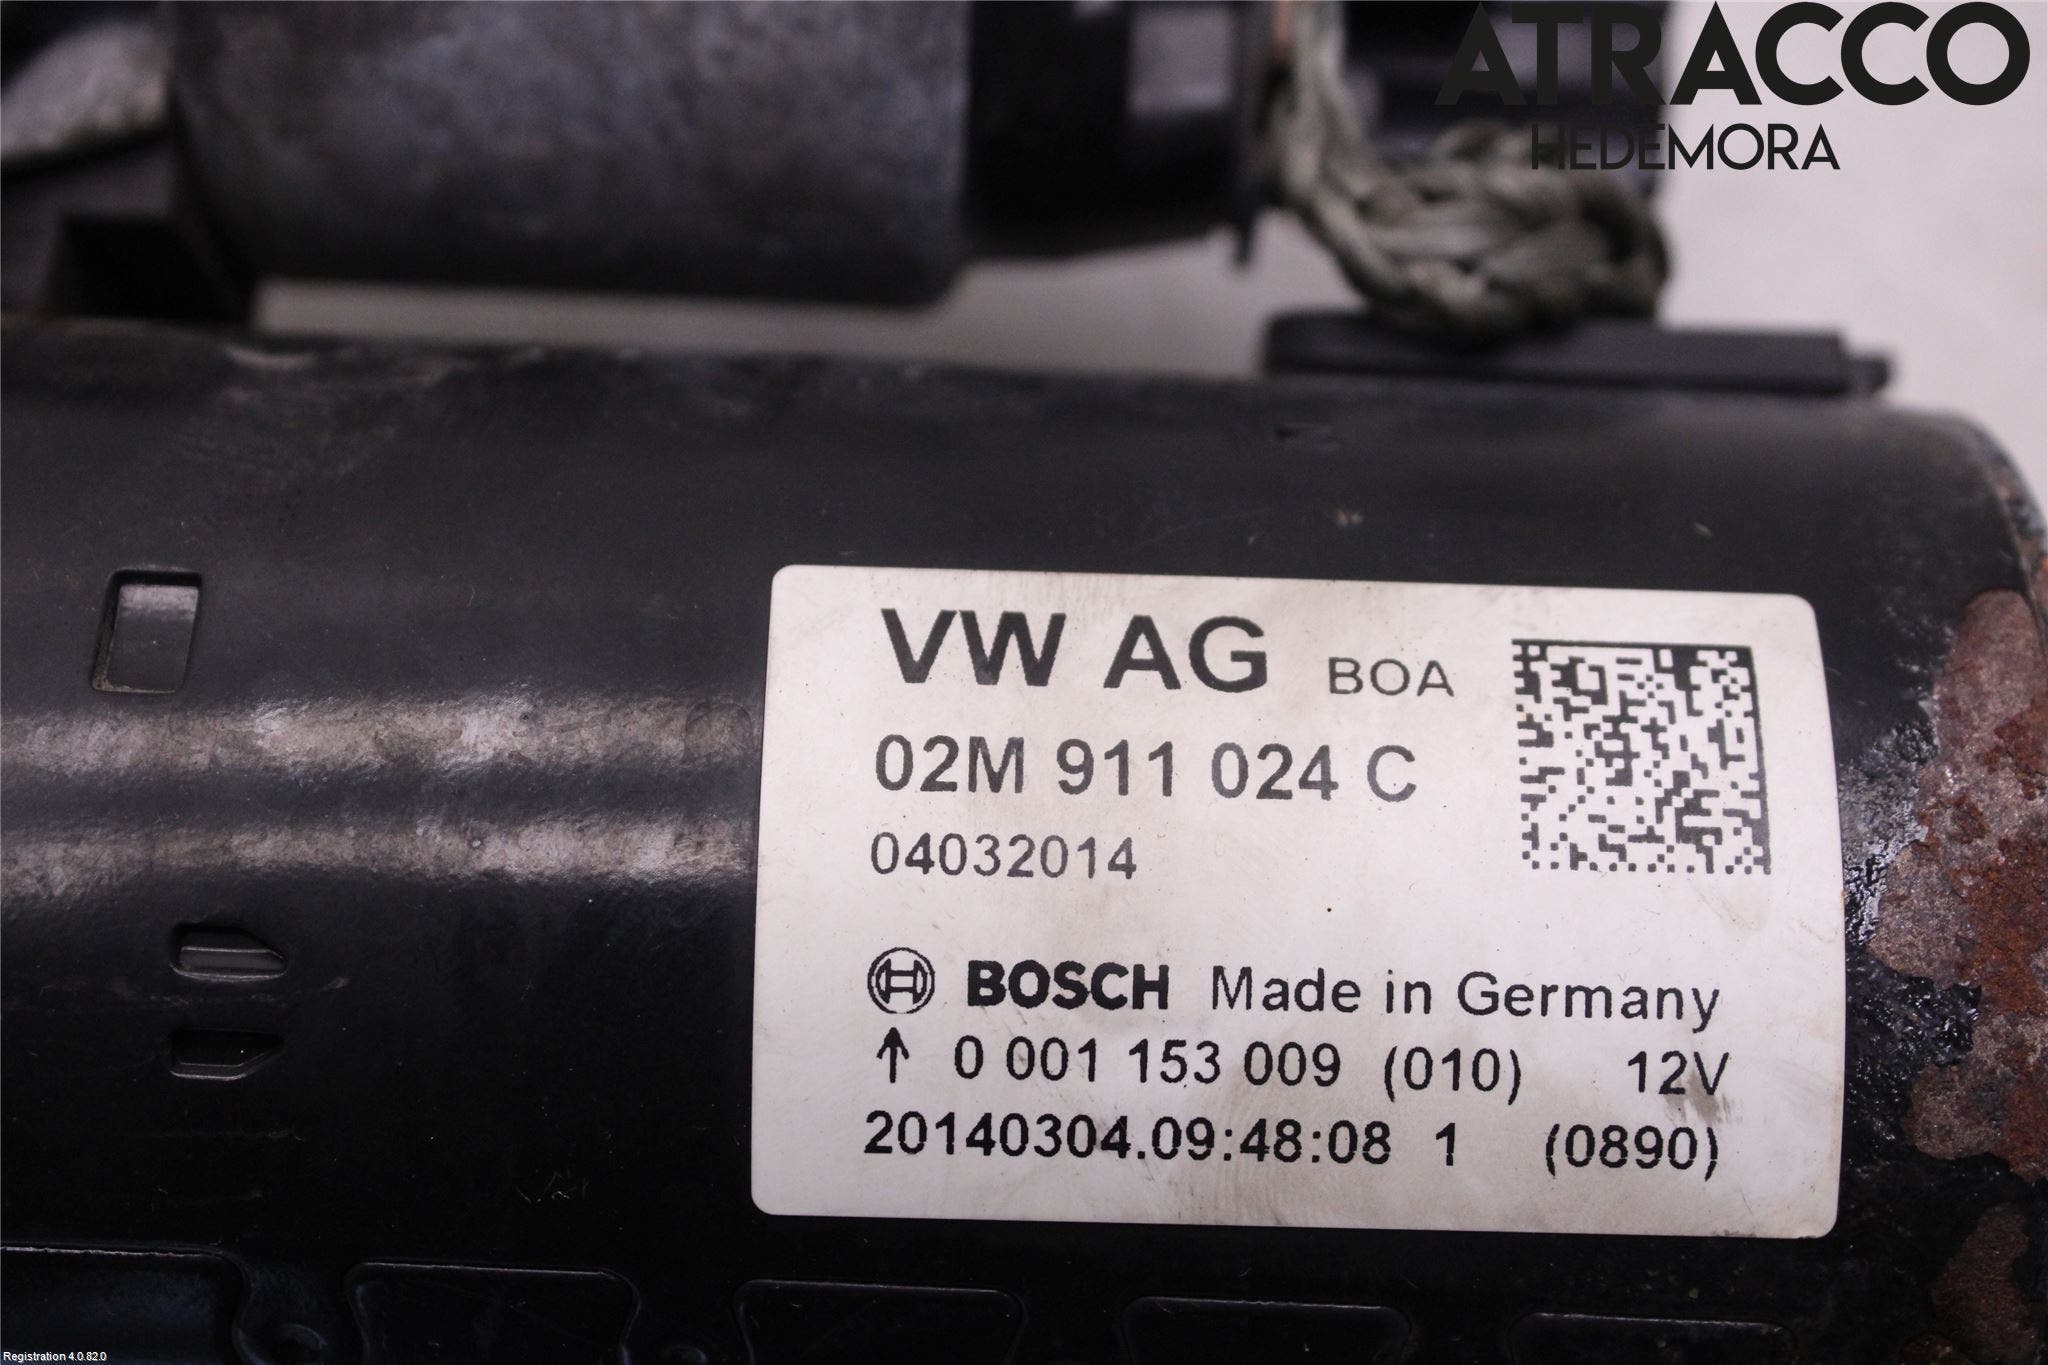 ATRACCO
HEDEMORA
VW AG BOA
02M 911 024 C
04032014
BOSCH Made in Germany
↑ 0 001 153 009 (010) 12V
20140304.09:48:08 1 (0890)
Registration 4.0.82.0